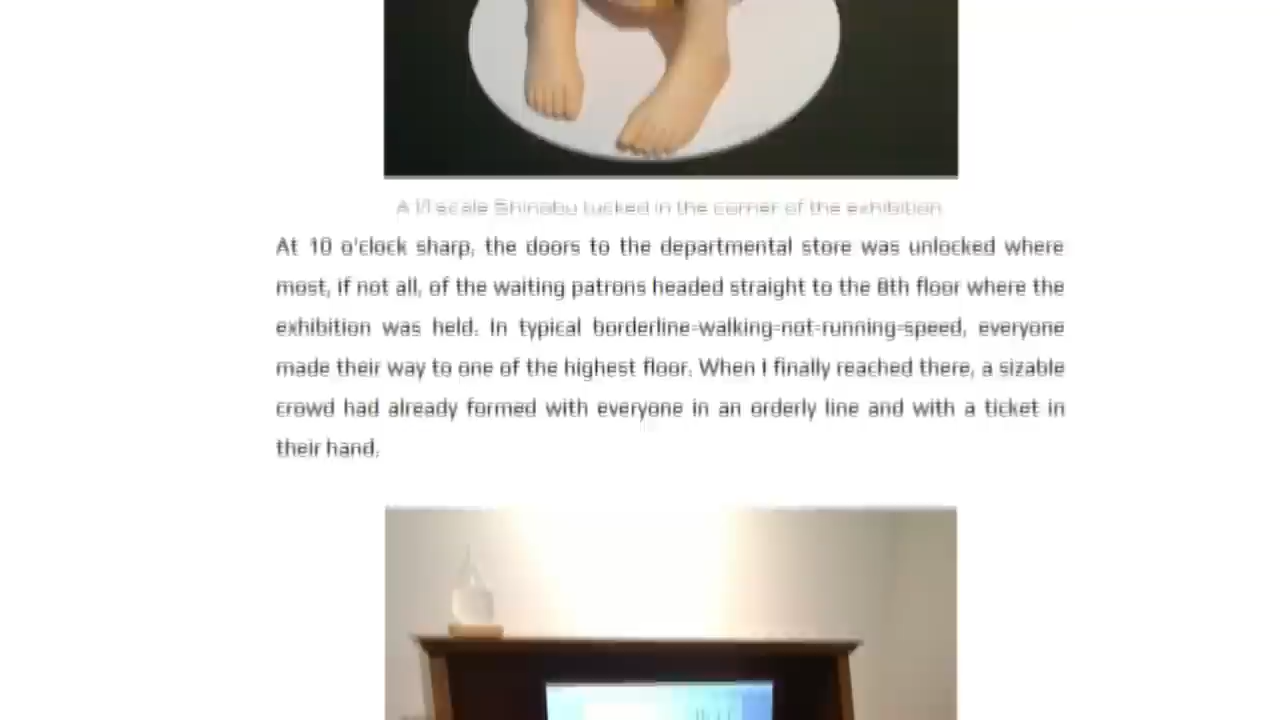 A 1/1 scale Shinobu tucked in the corner of the exhibition
At 10 o'clock sharp, the doors to the departmental store was unlocked where
most, if not all, of the waiting patrons headed straight to the 8th floor where the
exhibition was held. In typical borderline-walking-not-running-speed, everyone
made their way to one of the highest floor. When I finally reached there, a sizable
crowd had already formed with everyone in an orderly line and with a ticket in
their hand.